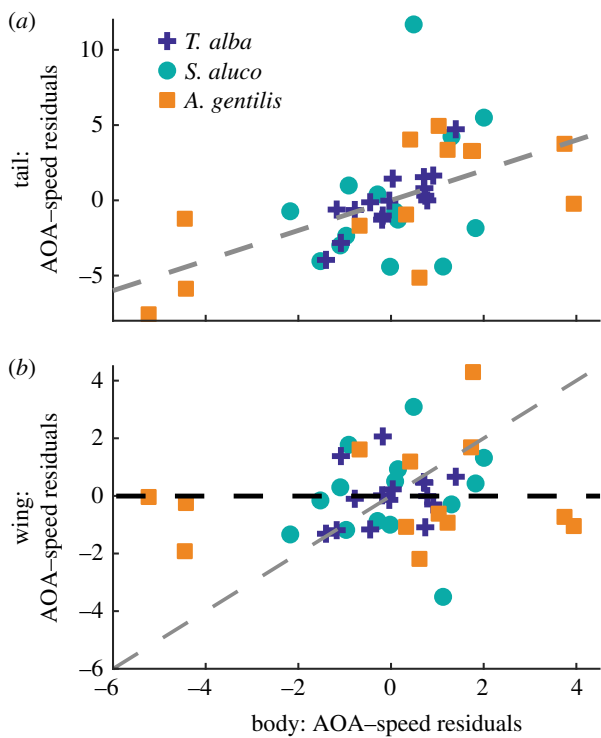 (a)
T. alba
S. aluco
A. gentilis
10
5
0
−5
tail:
AOA–speed residuals
(b)
4
2
0
−2
−4
−6
wing:
AOA–speed residuals
−6 −4 −2 0 2 4
body: AOA–speed residuals